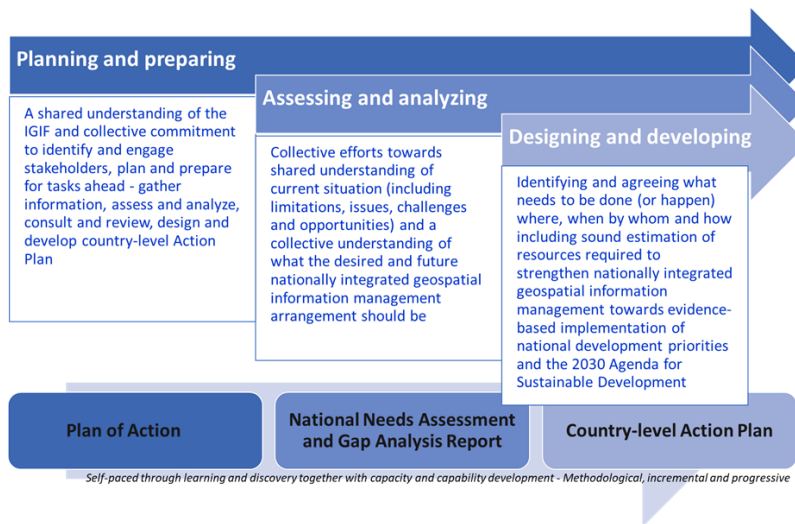 Planning and preparing
A shared understanding of the
IGIF and collective commitment
to identify and engage
stakeholders, plan and prepare
for tasks ahead - gather
information, assess and analyze,
consult and review, design and
develop country-level Action
Plan
Assessing and analyzing
Collective efforts towards
shared understanding of
current situation (including
limitations, issues, challenges
and opportunities) and a
collective understanding of
what the desired and future
nationally integrated geospatial
information management
arrangement should be
Designing and developing
Identifying and agreeing what
needs to be done (or happen)
where, when by whom and how
including sound estimation of
resources required to
strengthen nationally integrated
geospatial information
management towards evidence-
based implementation of
national development priorities
and the 2030 Agenda for
Sustainable Development
Plan of Action
National Needs Assessment
and Gap Analysis Report
Country-level Action Plan
Self-paced through learning and discovery together with capacity and capability development - Methodological, incremental and progressive